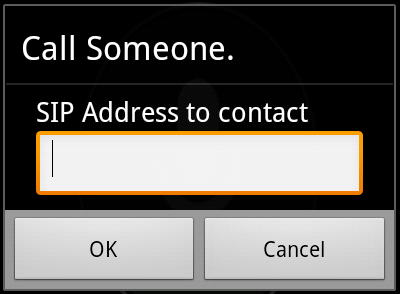 Call Someone.
SIP Address to contact
OK
Cancel